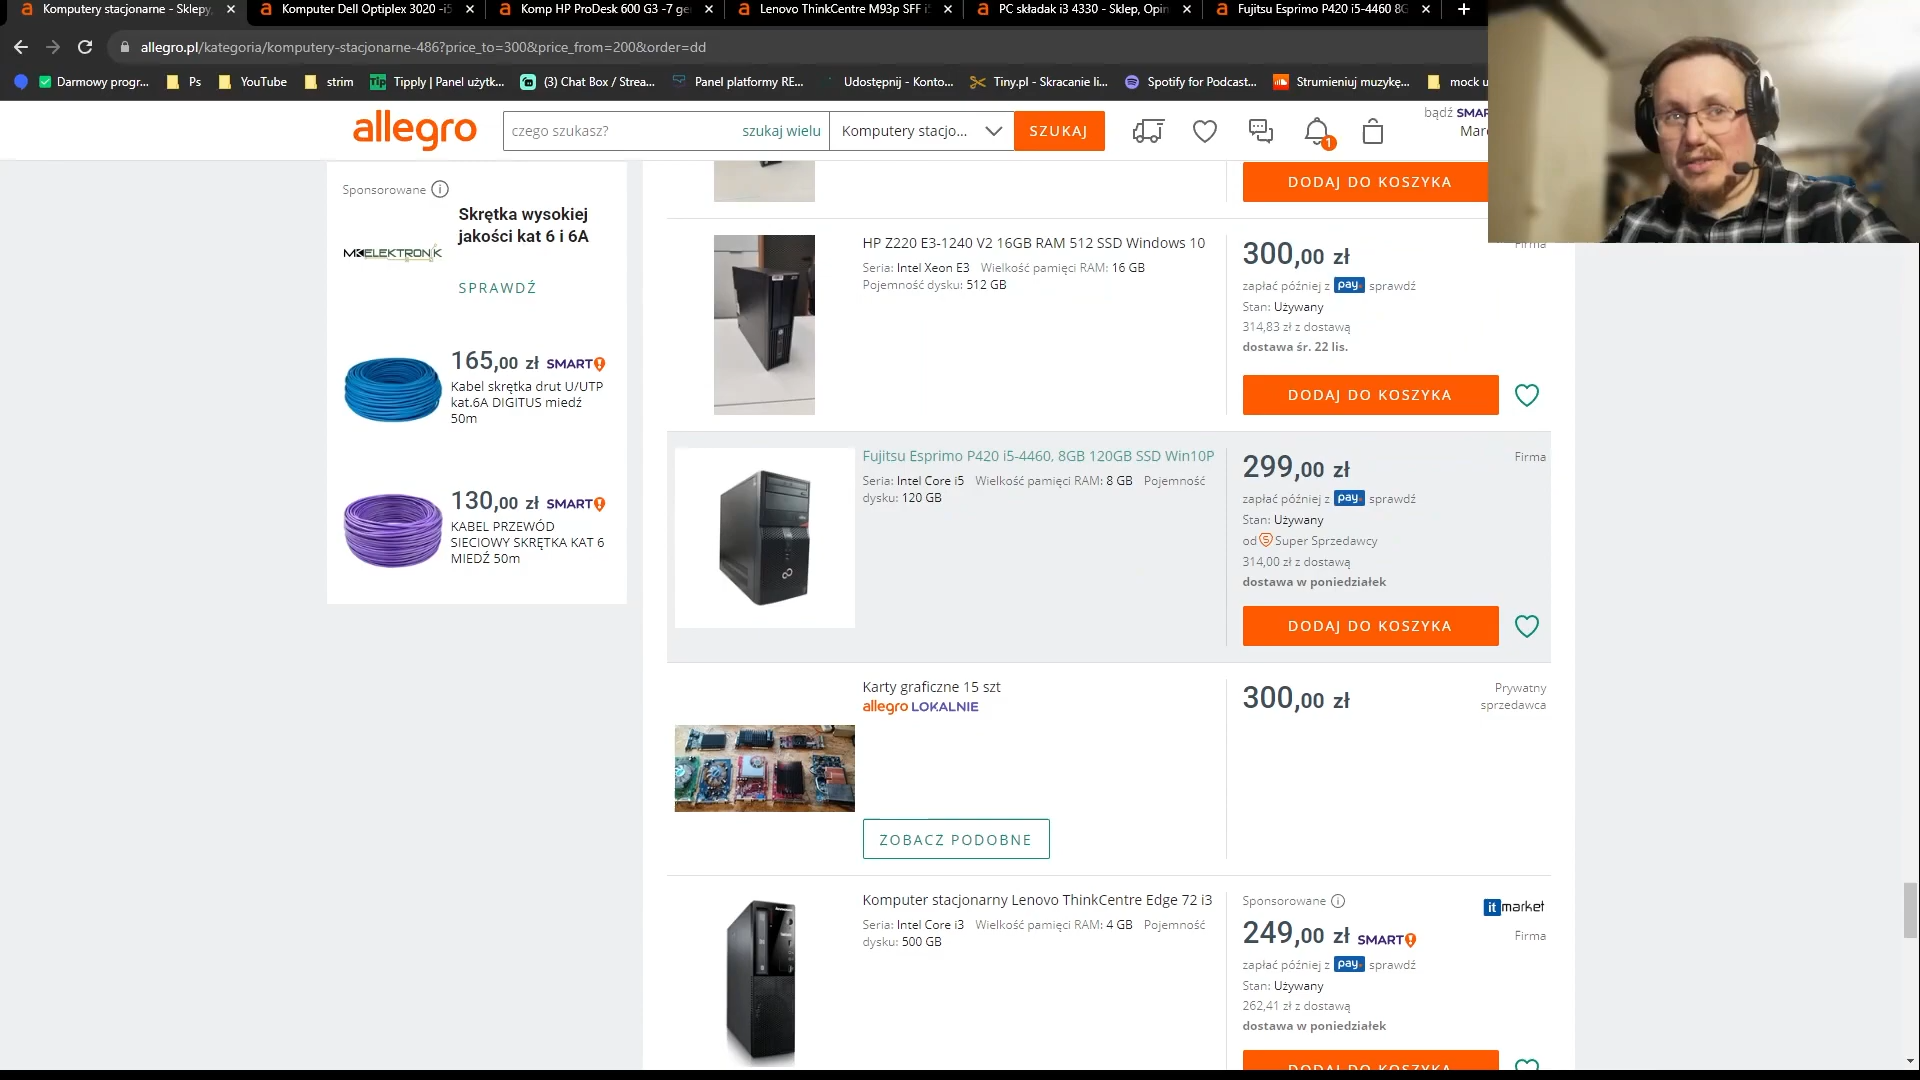 Komputery stacjonarne - Sklepy,
Komputer Dell Optiplex 3020 -i5
Komp HP ProDesk 600 G3 -7 ge
Lenovo ThinkCentre M93p SFF i
PC składak i3 4330 - Sklep, Opin
Fujitsu Esprimo P420 i5-4460 8G
allegro.pl/kategoria/komputery-stacjonarne-486?price_to=300&price_from=200&order=dd
Darmowy progr...
Ps
YouTube
strim
Tip
Tipply | Panel użytk...
(3) Chat Box / Strea...
Panel platformy RE...
Udostępnij - Konto...
Tiny.pl - Skracanie li...
Spotify for Podcast...
Strumieniuj muzykę...
mock u
allegro
czego szukasz?
szukaj wielu
Komputery stacjo...
SZUKAJ
1
bądź SMAR
Marc
Sponsorowane
Skrętka wysokiej
jakości kat 6 i 6A
MKELEKTRONIK
SPRAWDŹ
165,00 zł SMART!
Kabel skrętka drut U/UTP
kat.6A DIGITUS miedź
50m
130,00 zł SMART!
KABEL PRZEWÓD
SIECIOWY SKRĘTKA KAT 6
MIEDŹ 50m
DODAJ DO KOSZYKA
HP Z220 E3-1240 V2 16GB RAM 512 SSD Windows 10
Seria: Intel Xeon E3 Wielkość pamięci RAM: 16 GB
Pojemność dysku: 512 GB
300,00 zł
Firma
zapłać później z pay sprawdź
Stan: Używany
314,83 zł z dostawą
dostawa śr. 22 lis.
DODAJ DO KOSZYKA
Fujitsu Esprimo P420 i5-4460, 8GB 120GB SSD Win10P
Seria: Intel Core i5 Wielkość pamięci RAM: 8 GB Pojemność
dysku: 120 GB
299,00 zł
Firma
zapłać później z pay sprawdź
Stan: Używany
od Super Sprzedawcy
314,00 zł z dostawą
dostawa w poniedziałek
DODAJ DO KOSZYKA
Karty graficzne 15 szt
allegro LOKALNIE
ZOBACZ PODOBNE
300,00 zł
Prywatny
sprzedawca
Komputer stacjonarny Lenovo ThinkCentre Edge 72 i3
Seria: Intel Core i3 Wielkość pamięci RAM: 4 GB Pojemność
dysku: 500 GB
Sponsorowane
itmarket
249,00 zł SMART!
Firma
zapłać później z pay sprawdź
Stan: Używany
262,41 zł z dostawą
dostawa w poniedziałek
DODAJ DO KOSZYKA